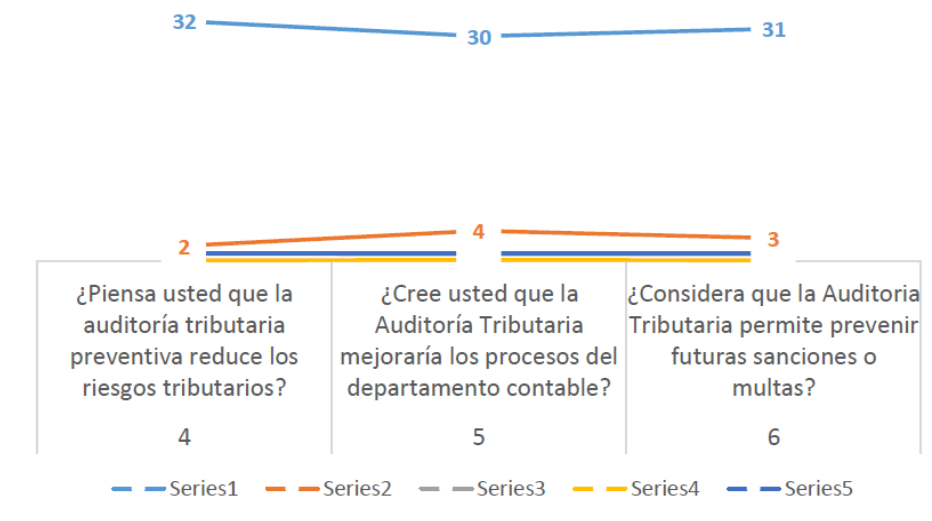 32
30
31
2
4
3
¿Piensa usted que la
auditoría tributaria
preventiva reduce los
riesgos tributarios?
¿Cree usted que la
Auditoría Tributaria
mejoraría los procesos del
departamento contable?
¿Considera que la Auditoria
Tributaria permite prevenir
futuras sanciones o
multas?
4
5
6
Series1 Series2 Series3 Series4 Series5